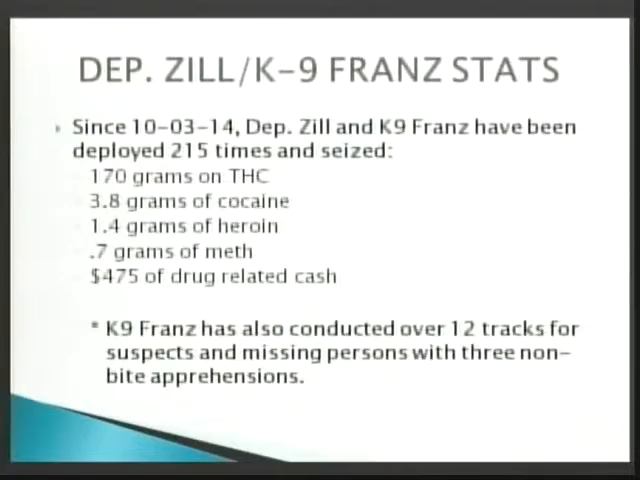 DEP. ZILL/K-9 FRANZ STATS
Since 10-03-14, Dep. Zill and K9 Franz have been
deployed 215 times and seized:
170 grams on THC
3.8 grams of cocaine
1.4 grams of heroin
.7 grams of meth
$475 of drug related cash
* K9 Franz has also conducted over 12 tracks for
suspects and missing persons with three non-
bite apprehensions.